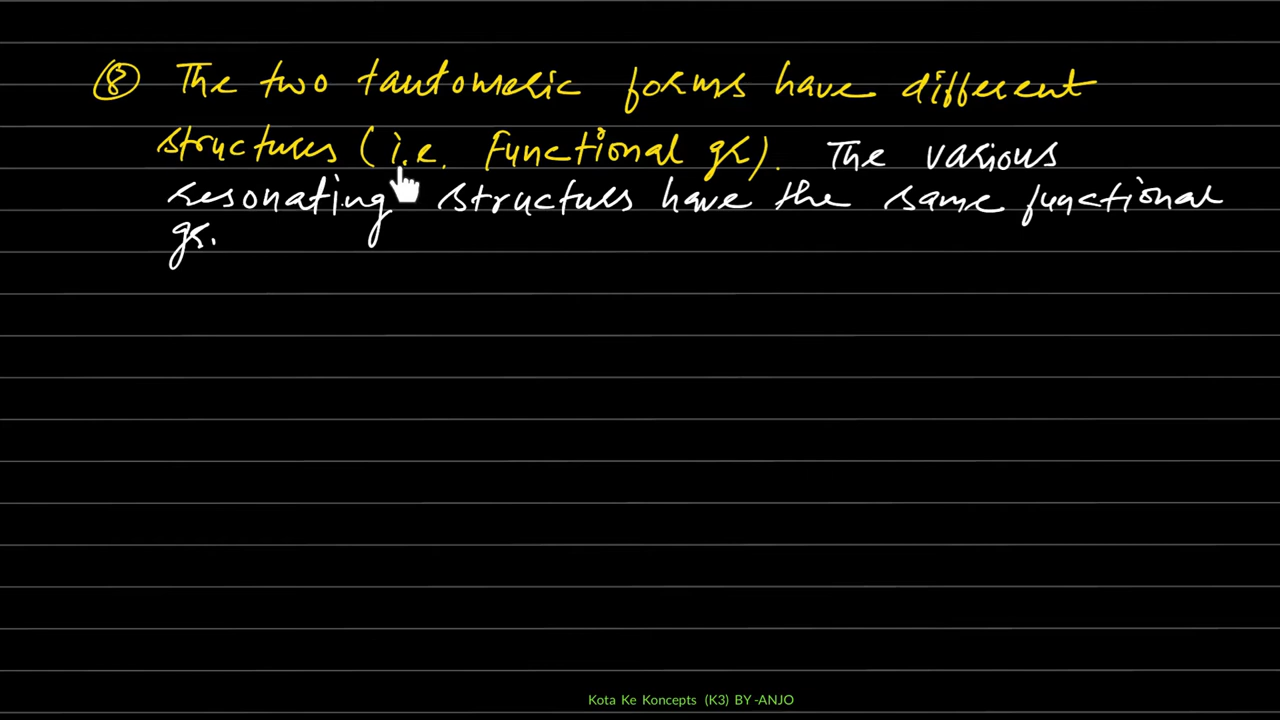 ⑧ The two tautomeric forms have different
structures (i.e. Functional gr). The various
resonating structures have the same functional
gr.
Kota Ke Koncepts (K3) BY -ANJO